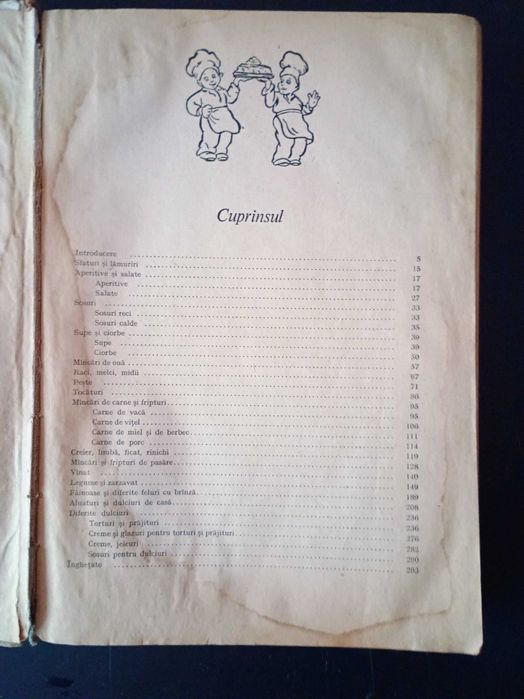 Cuprinsul
Introducere 5
Sfaturi și lămuriri 15
Aperitive și salate 17
Aperitive 17
Salate 27
Sosuri 33
Sosuri reci 33
Sosuri calde 35
Supe și ciorbe 39
Supe 39
Ciorbe 50
Mîncări de ouă 57
Raci, melci, midii 67
Pește 71
Tocături 86
Mîncări de carne și fripturi 95
Carne de vacă 95
Carne de vițel 106
Carne de miel și de berbec 111
Carne de porc 114
Creier, limbă, ficat, rinichi 119
Mîncări și fripturi de pasăre 128
Vînat 140
Legume și zarzavat 149
Făinoase și diferite feluri cu brînză 189
Aluaturi și dulciuri de casă 208
Diferite dulciuri 236
Torturi și prăjituri 236
Creme și glazuri pentru torturi și prăjituri 276
Creme, jeleuri 282
Sosuri pentru dulciuri 290
Înghețate 293